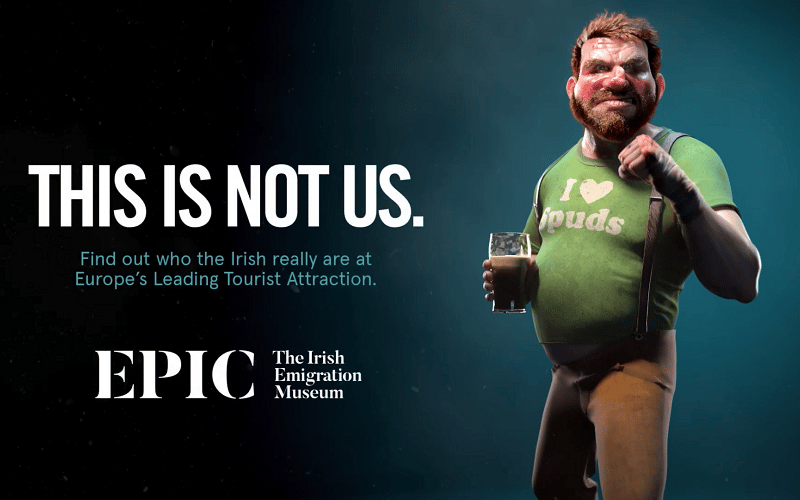 THIS IS NOT US.
Find out who the Irish really are at
Europe's Leading Tourist Attraction.
EPIC
The Irish
Emigration
Museum
I ♥
Spuds